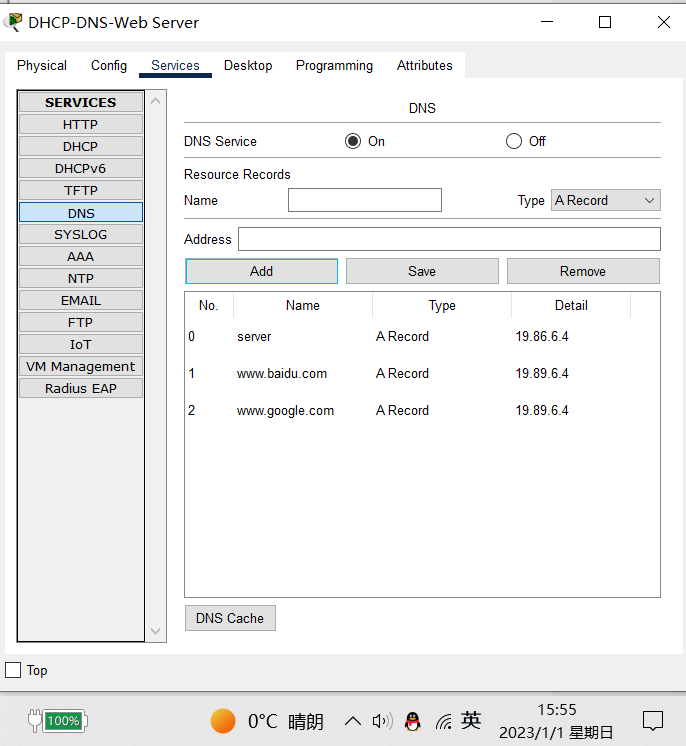 DHCP-DNS-Web Server
Physical Config Services Desktop Programming Attributes
SERVICES
HTTP
DHCP
DHCPv6
TFTP
DNS
SYSLOG
AAA
NTP
EMAIL
FTP
IoT
VM Management
Radius EAP
DNS
DNS Service On Off
Resource Records
Name Type A Record
Address
Add Save Remove
No. Name Type Detail
0 server A Record 19.86.6.4
1 www.baidu.com A Record 19.89.6.4
2 www.google.com A Record 19.89.6.4
DNS Cache
Top
100% 0°C 晴朗 英 15:55
2023/1/1 星期日